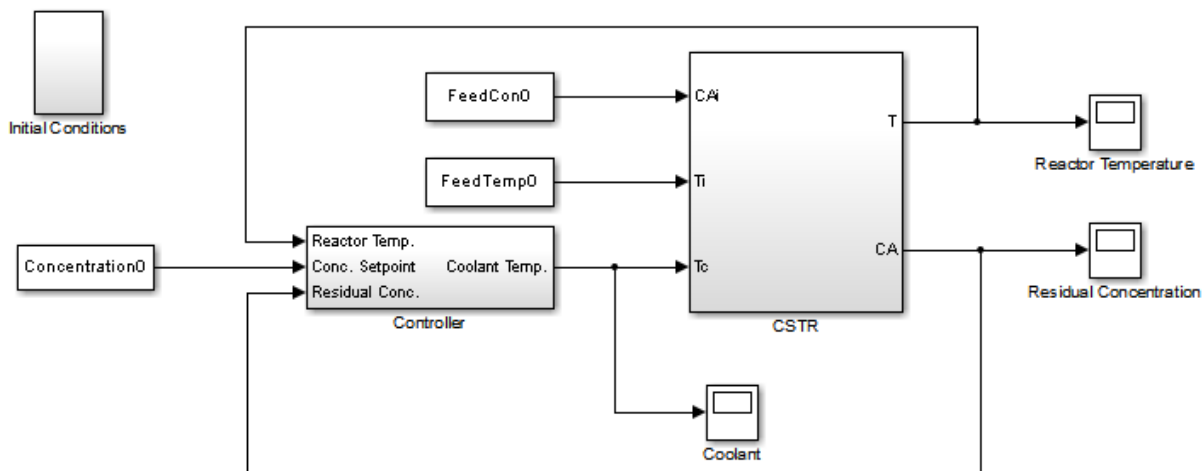 Initial Conditions
FeedCon0
FeedTemp0
Concentration0
Reactor Temp.
Conc. Setpoint
Residual Conc.
Coolant Temp.
Controller
CAi
Ti
Tc
T
CA
CSTR
Reactor Temperature
Residual Concentration
Coolant